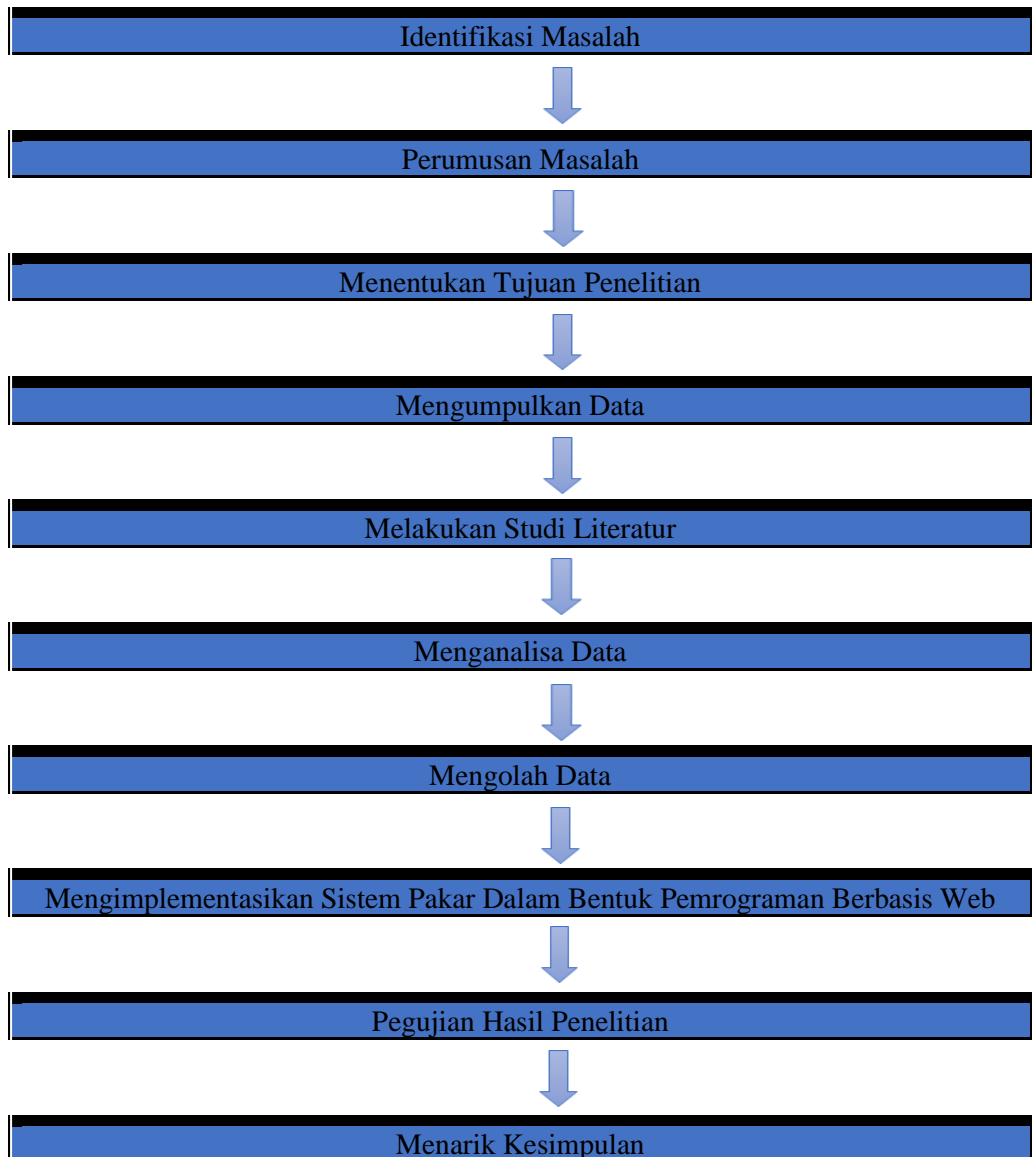 Identifikasi Masalah
Perumusan Masalah
Menentukan Tujuan Penelitian
Mengumpulkan Data
Melakukan Studi Literatur
Menganalisa Data
Mengolah Data
Mengimplementasikan Sistem Pakar Dalam Bentuk Pemrograman Berbasis Web
Pegujian Hasil Penelitian
Menarik Kesimpulan